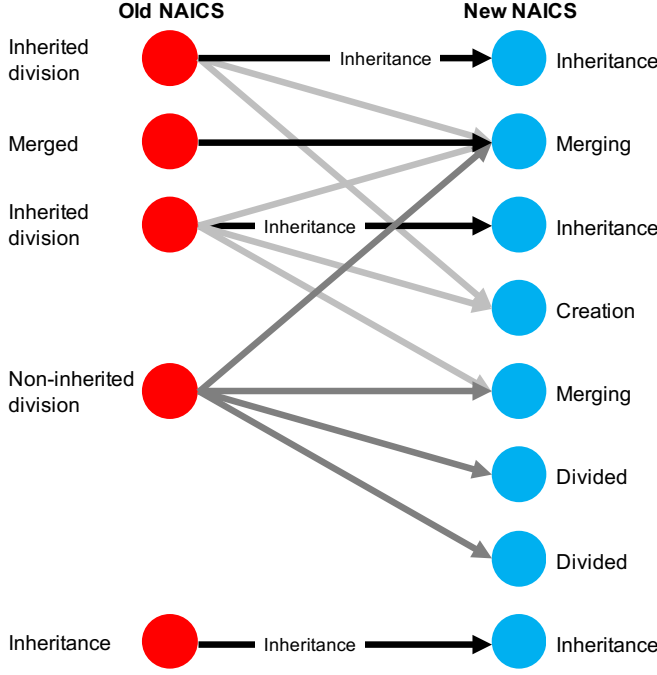 Old NAICS
New NAICS
Inherited
division
Inheritance
Inheritance
Merged
Merging
Inherited
division
Inheritance
Inheritance
Creation
Non-inherited
division
Merging
Divided
Divided
Inheritance
Inheritance
Inheritance